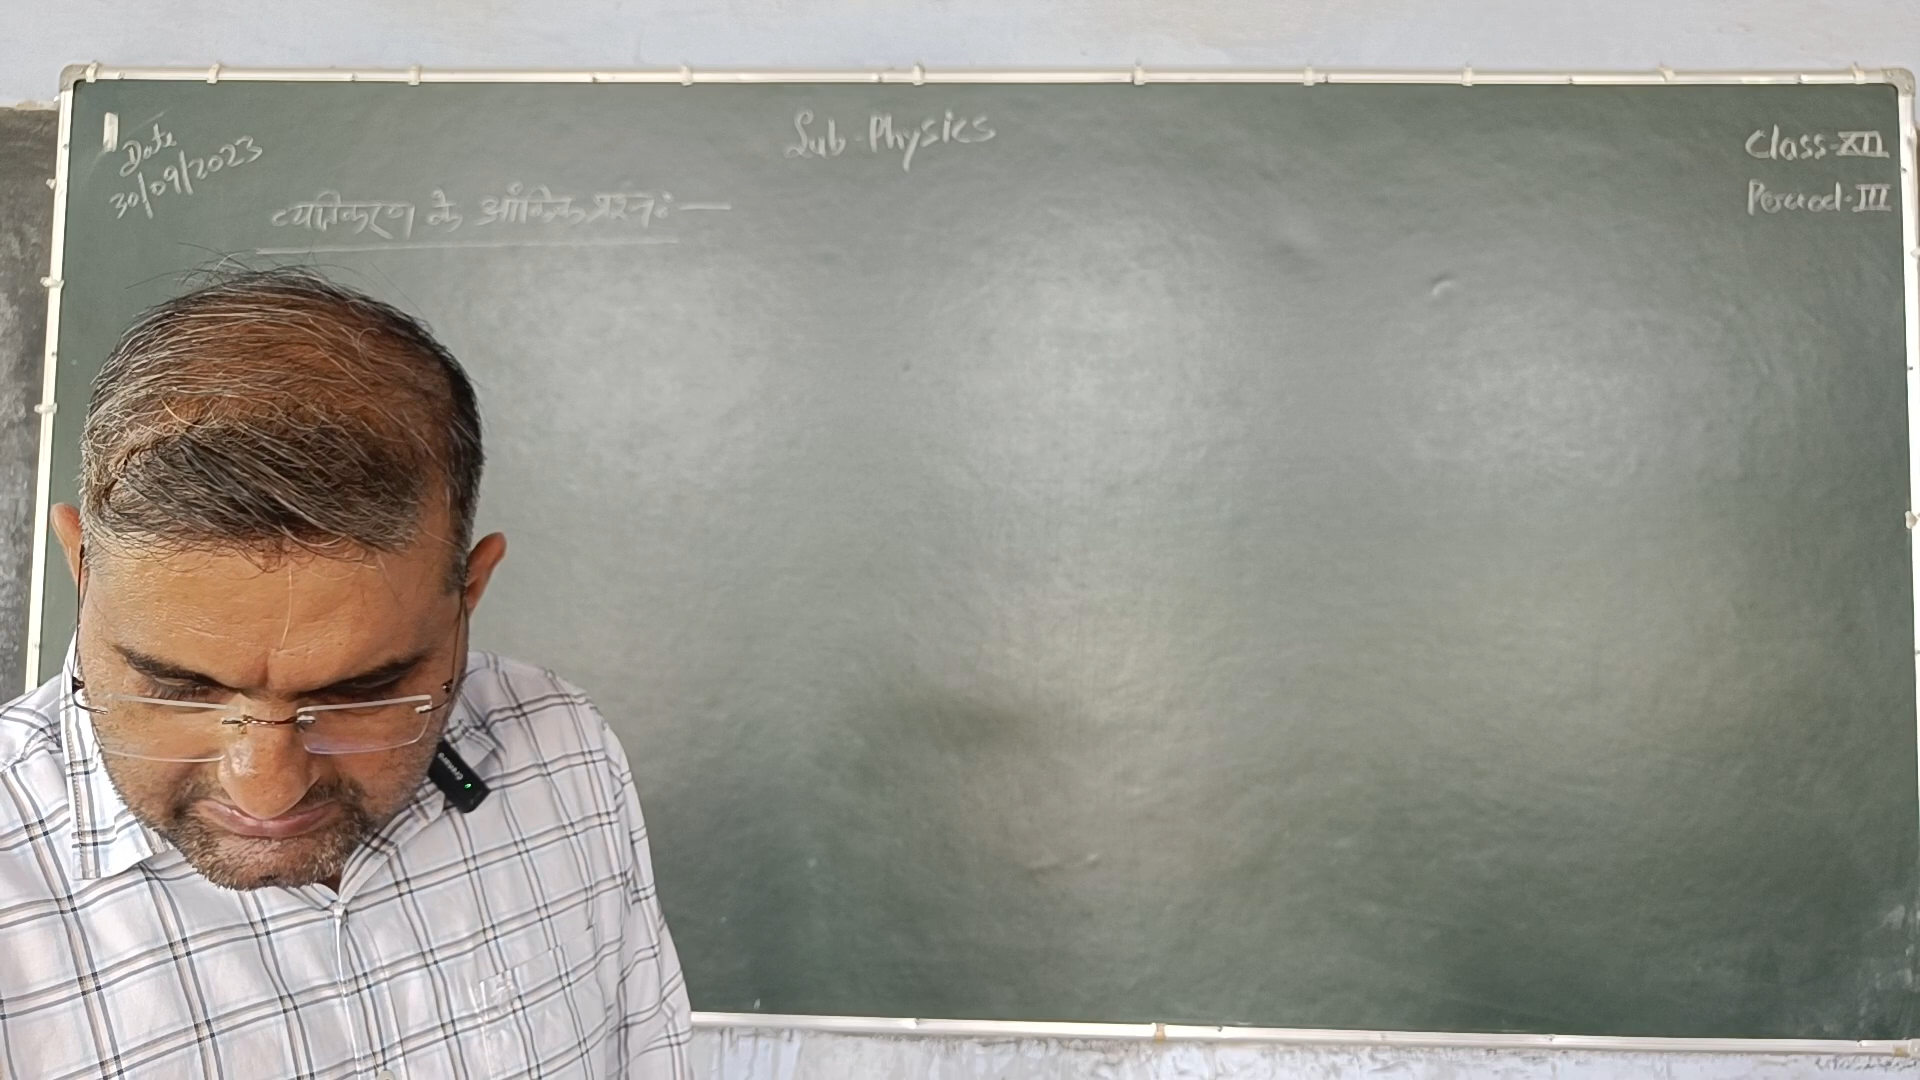 Date
30/09/2023
Sub-Physics
Class-XII
Period-III
व्यतिकरण के आंकिक प्रश्न:-